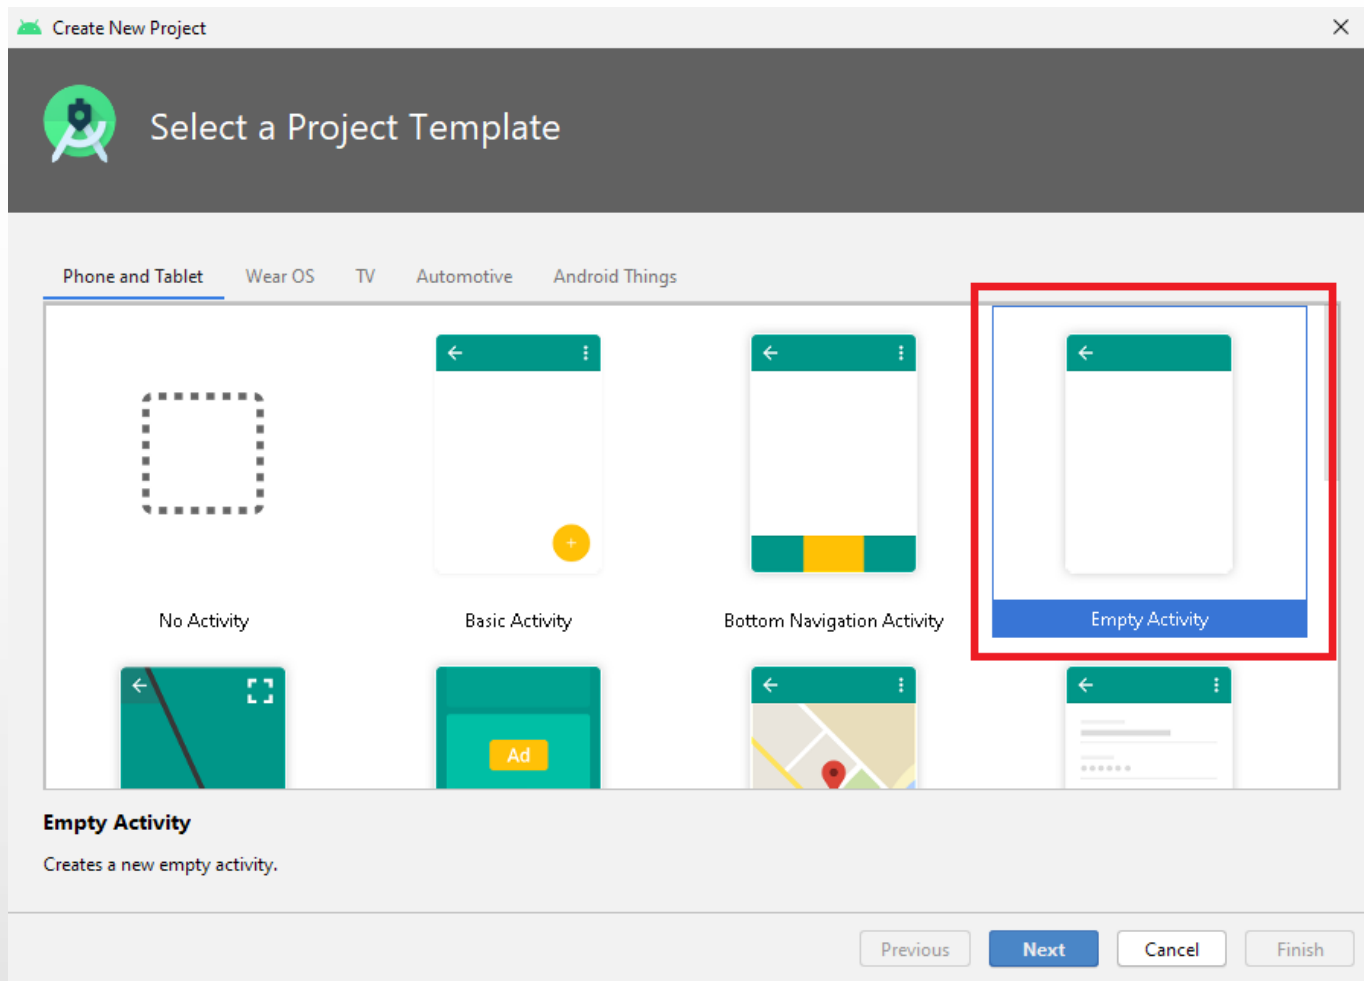 Create New Project
Select a Project Template
Phone and Tablet Wear OS TV Automotive Android Things
No Activity Basic Activity Bottom Navigation Activity Empty Activity
Ad
Empty Activity
Creates a new empty activity.
Previous Next Cancel Finish